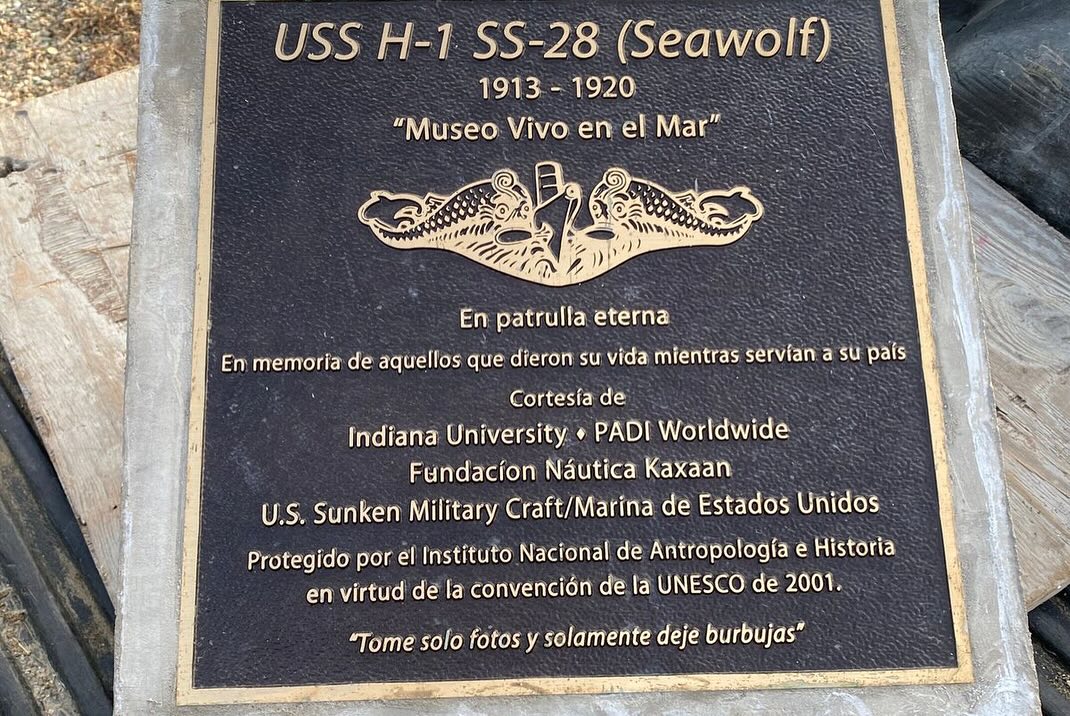 USS H-1 SS-28 (Seawolf)
1913 - 1920
"Museo Vivo en el Mar"
En patrulla eterna
En memoria de aquellos que dieron su vida mientras servían a su país
Cortesía de
Indiana University ♦ PADI Worldwide
Fundacíon Náutica Kaxaan
U.S. Sunken Military Craft/Marina de Estados Unidos
Protegido por el Instituto Nacional de Antropología e Historia
en virtud de la convención de la UNESCO de 2001.
"Tome solo fotos y solamente deje burbujas"